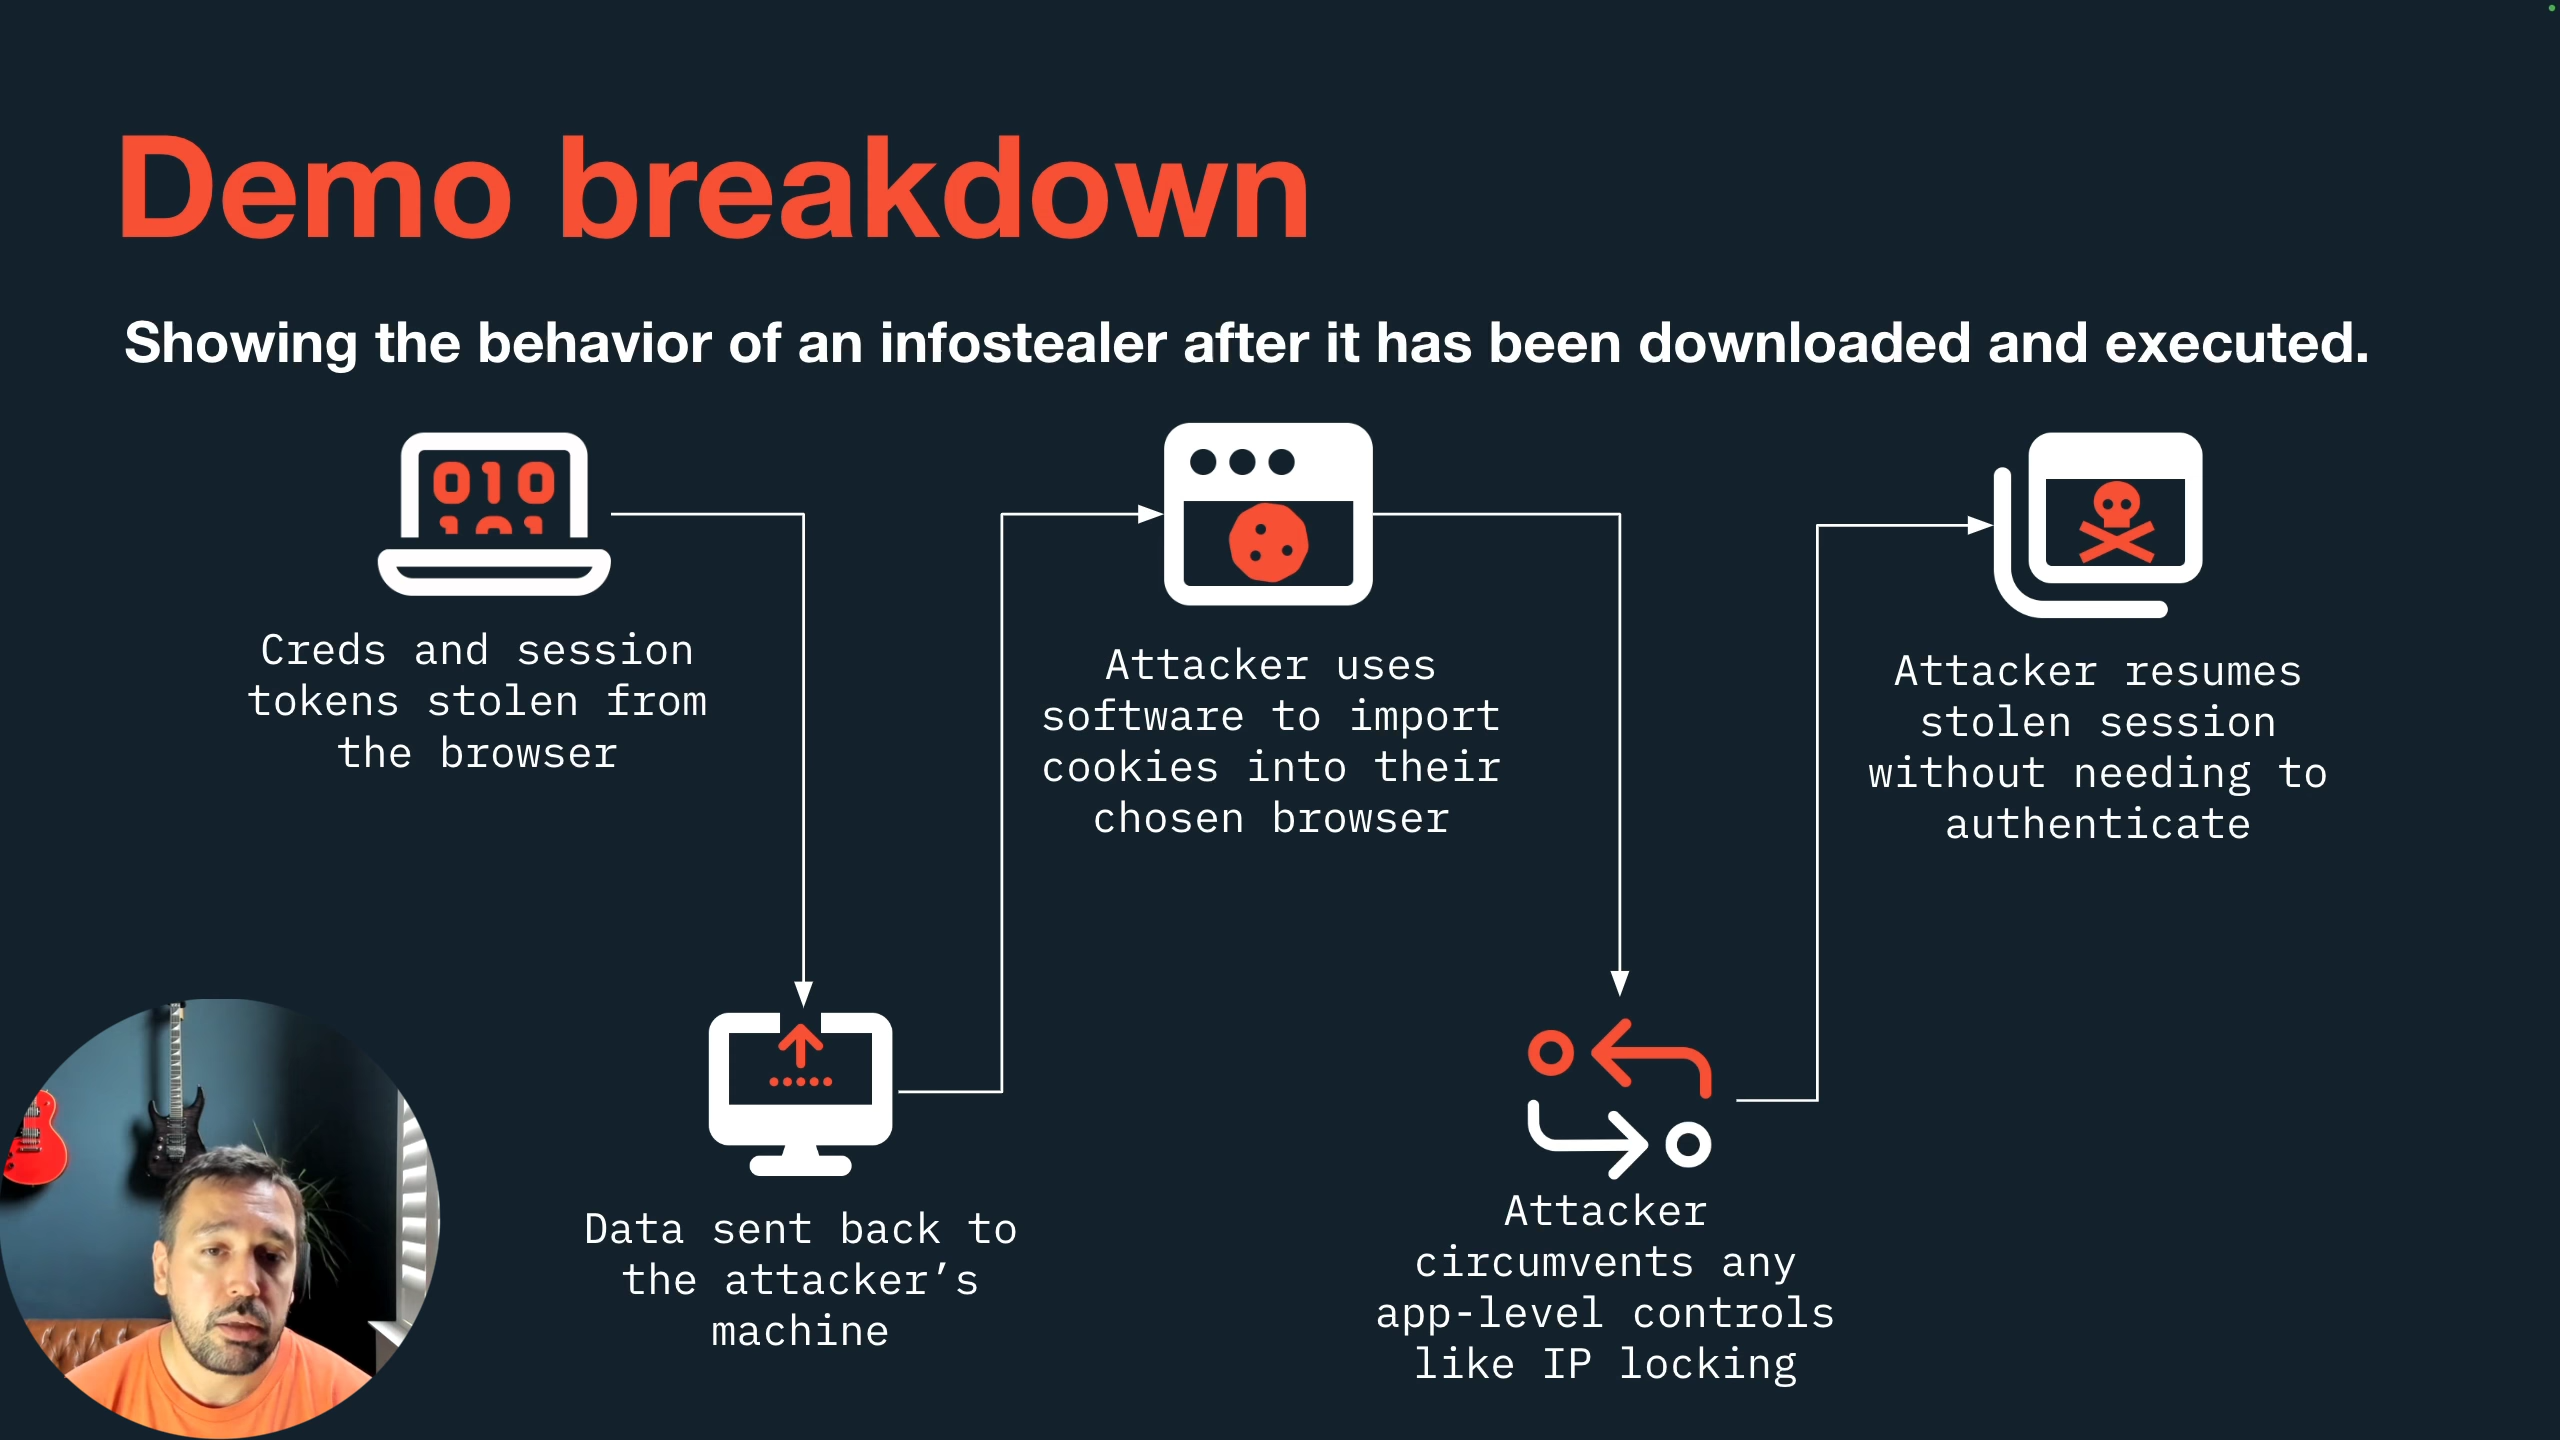 Demo breakdown
Showing the behavior of an infostealer after it has been downloaded and executed.
010
101
Creds and session
tokens stolen from
the browser
Data sent back to
the attacker’s
machine
Attacker uses
software to import
cookies into their
chosen browser
Attacker
circumvents any
app-level controls
like IP locking
Attacker resumes
stolen session
without needing to
authenticate